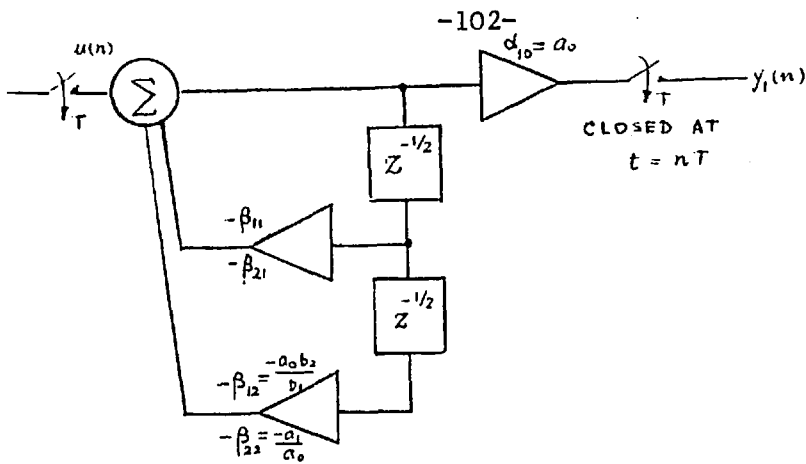 -102-
u(n)
α₁₀ = a₀
Σ
T
T
y₁(n)
CLOSED AT
t = nT
Z^{-1/2}
-β₁₁
-β₂₁
Z^{-1/2}
-β₁₂ = -a₀b₂/b₁
-β₂₂ = -a₁/a₀